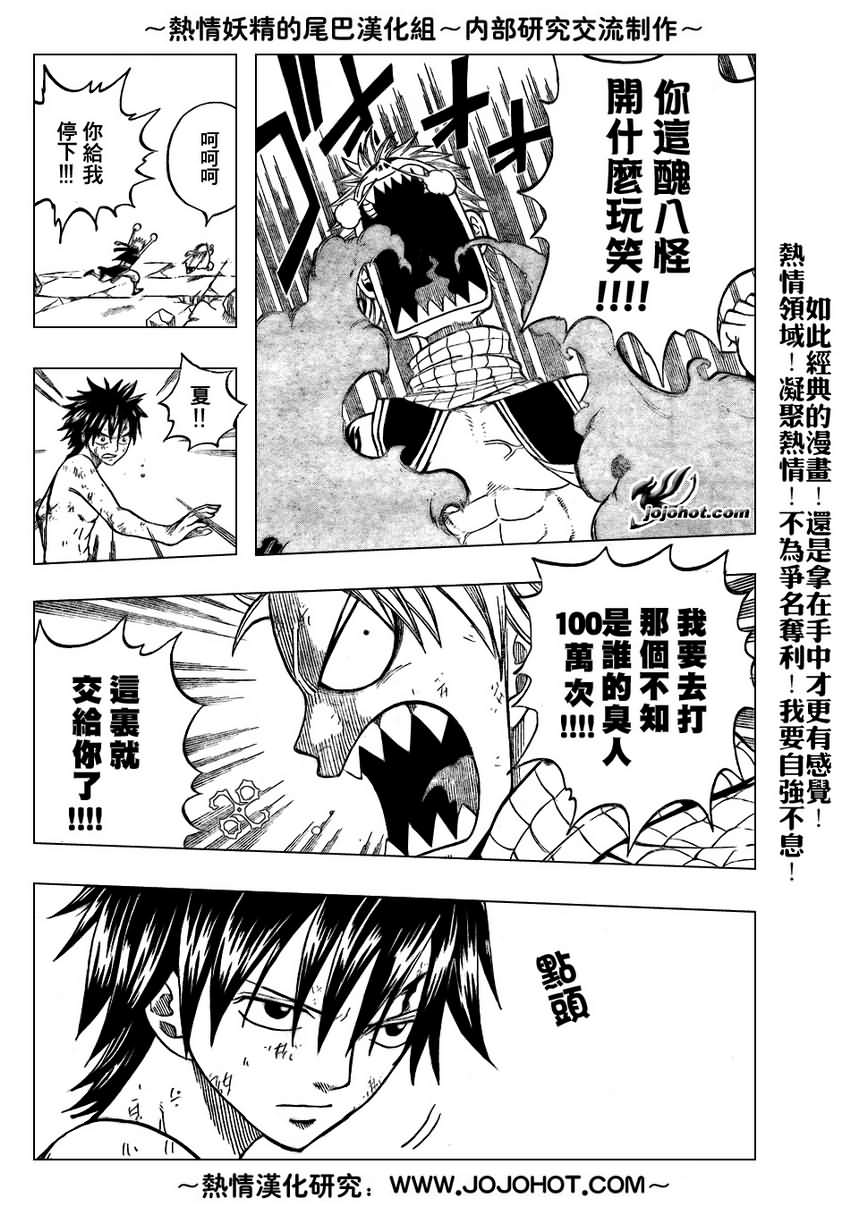 ～熱情妖精的尾巴漢化組～内部研究交流制作～
你這醜八怪
開什麼玩笑
!!!!
呵呵呵
你給我
停下!!!
夏!!
jojohot.com
我要去打
那個不知
是誰的臭人
100萬次!!!!
這裏就
交給你了
!!!!
點頭
如此經典的漫畫！還是拿在手中才更有感覺！
熱情領域！凝聚熱情！不為爭名奪利！我要自強不息！
～熱情漢化研究：WWW.JOJOHOT.COM～